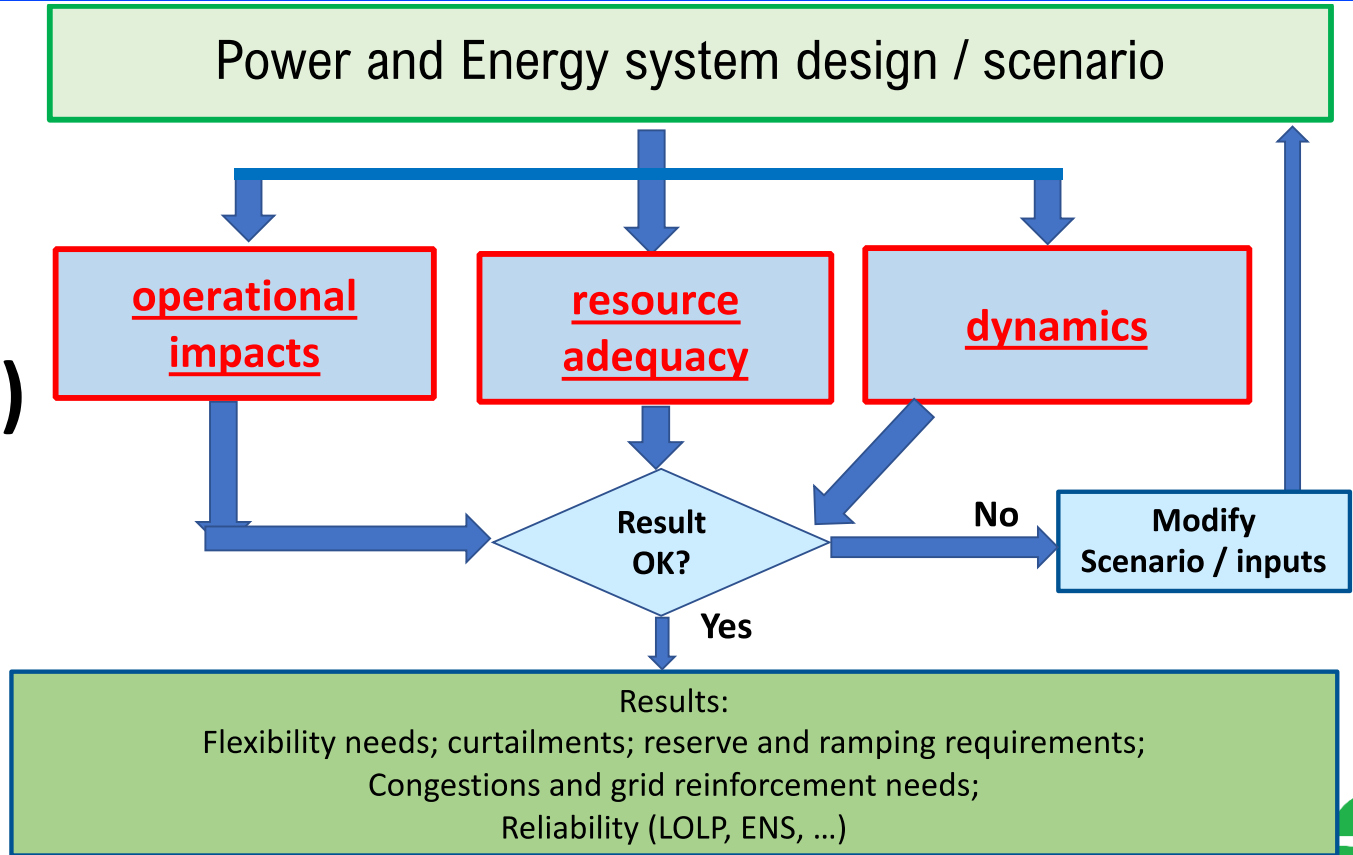 Power and Energy system design / scenario
operational
impacts
resource
adequacy
dynamics
)
Result
OK?
No
Modify
Scenario / inputs
Yes
Results:
Flexibility needs; curtailments; reserve and ramping requirements;
Congestions and grid reinforcement needs;
Reliability (LOLP, ENS, ...)